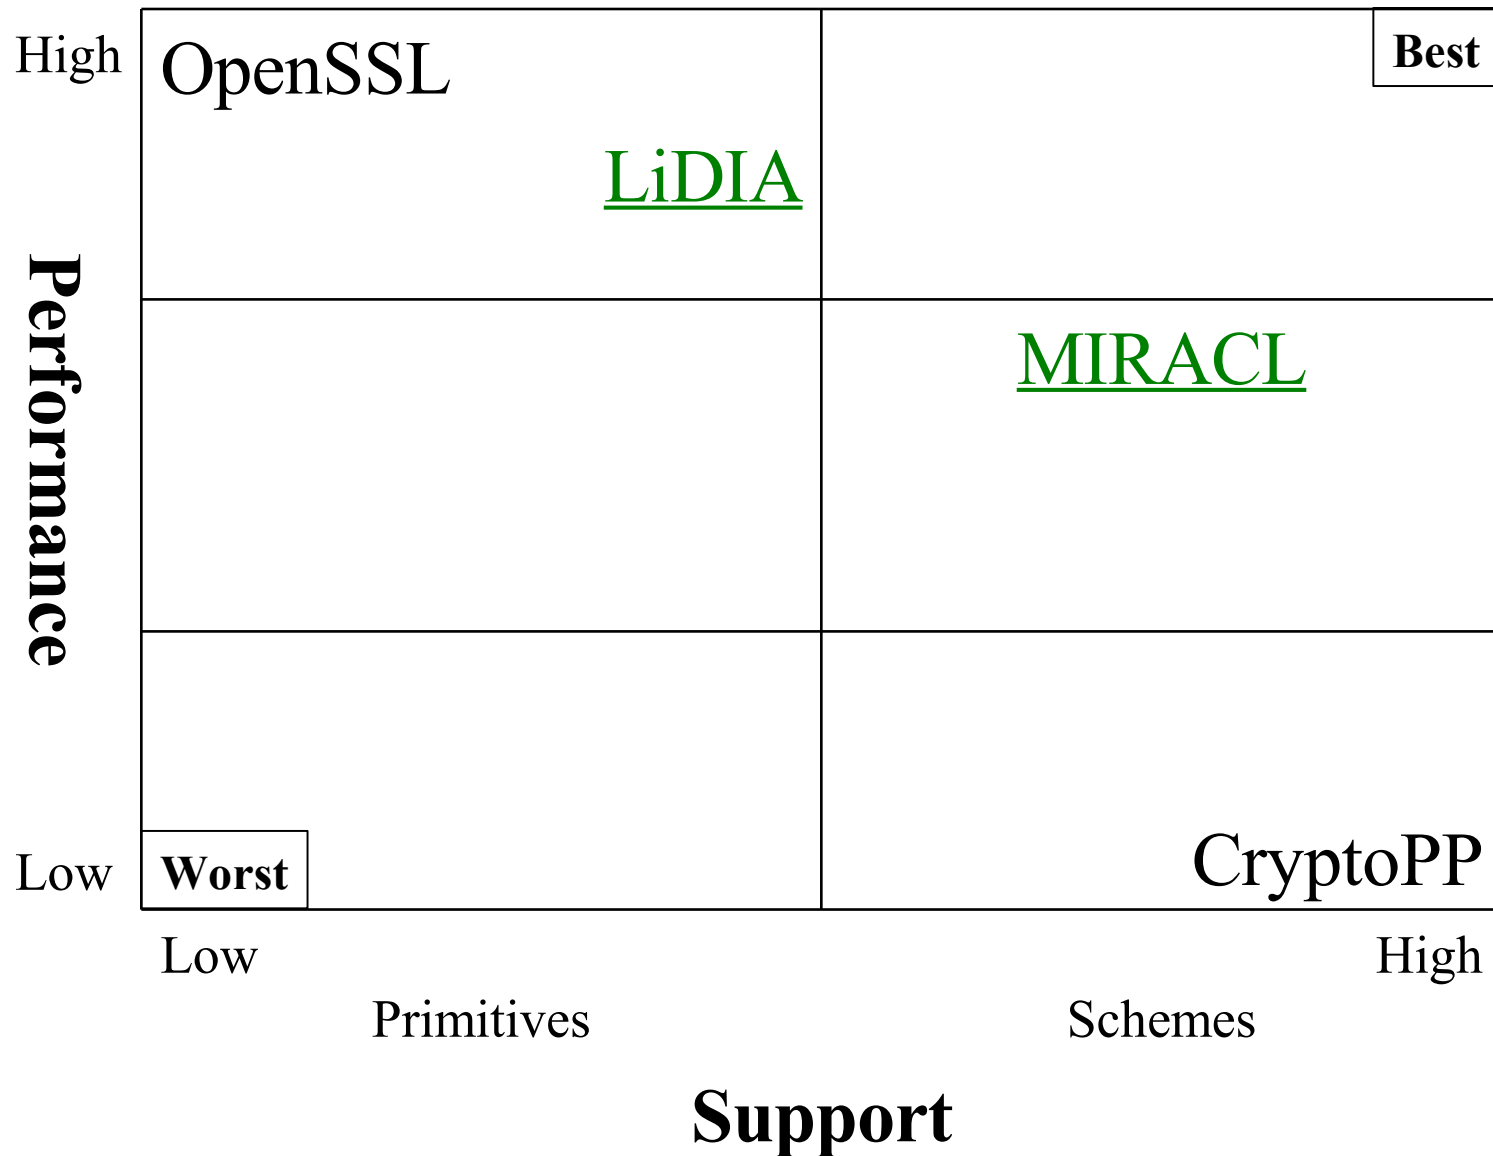 High
OpenSSL
Best
LiDIA
Performance
MIRACL
CryptoPP
Low
Worst
Low
High
Primitives
Schemes
Support